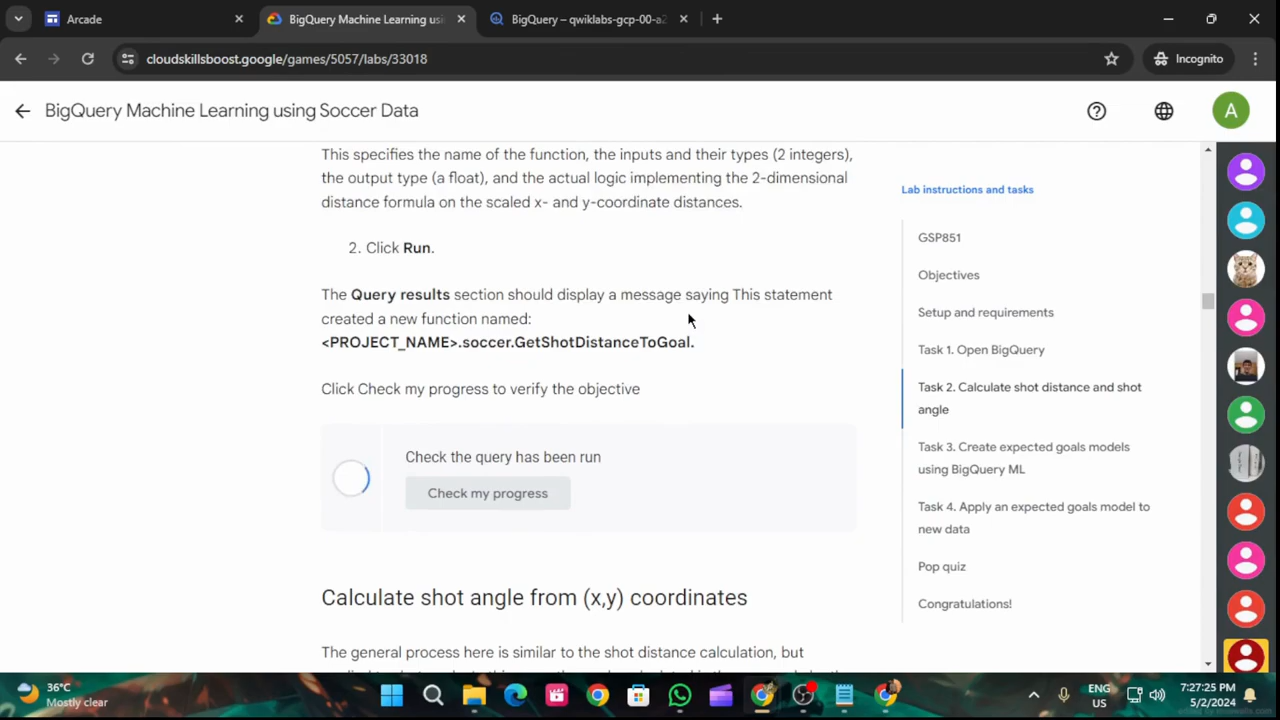 Arcade
BigQuery Machine Learning usin
BigQuery – qwiklabs-gcp-00-a2
cloudskillsboost.google/games/5057/labs/33018
Incognito
BigQuery Machine Learning using Soccer Data
A
This specifies the name of the function, the inputs and their types (2 integers),
the output type (a float), and the actual logic implementing the 2-dimensional
distance formula on the scaled x- and y-coordinate distances.
2. Click Run.
The Query results section should display a message saying This statement
created a new function named:
<PROJECT_NAME>.soccer.GetShotDistanceToGoal.
Click Check my progress to verify the objective
Check the query has been run
Check my progress
Calculate shot angle from (x,y) coordinates
The general process here is similar to the shot distance calculation, but
Lab instructions and tasks
GSP851
Objectives
Setup and requirements
Task 1. Open BigQuery
Task 2. Calculate shot distance and shot
angle
Task 3. Create expected goals models
using BigQuery ML
Task 4. Apply an expected goals model to
new data
Pop quiz
Congratulations!
36°C
Mostly clear
ENG
US
7:27:25 PM
5/2/2024